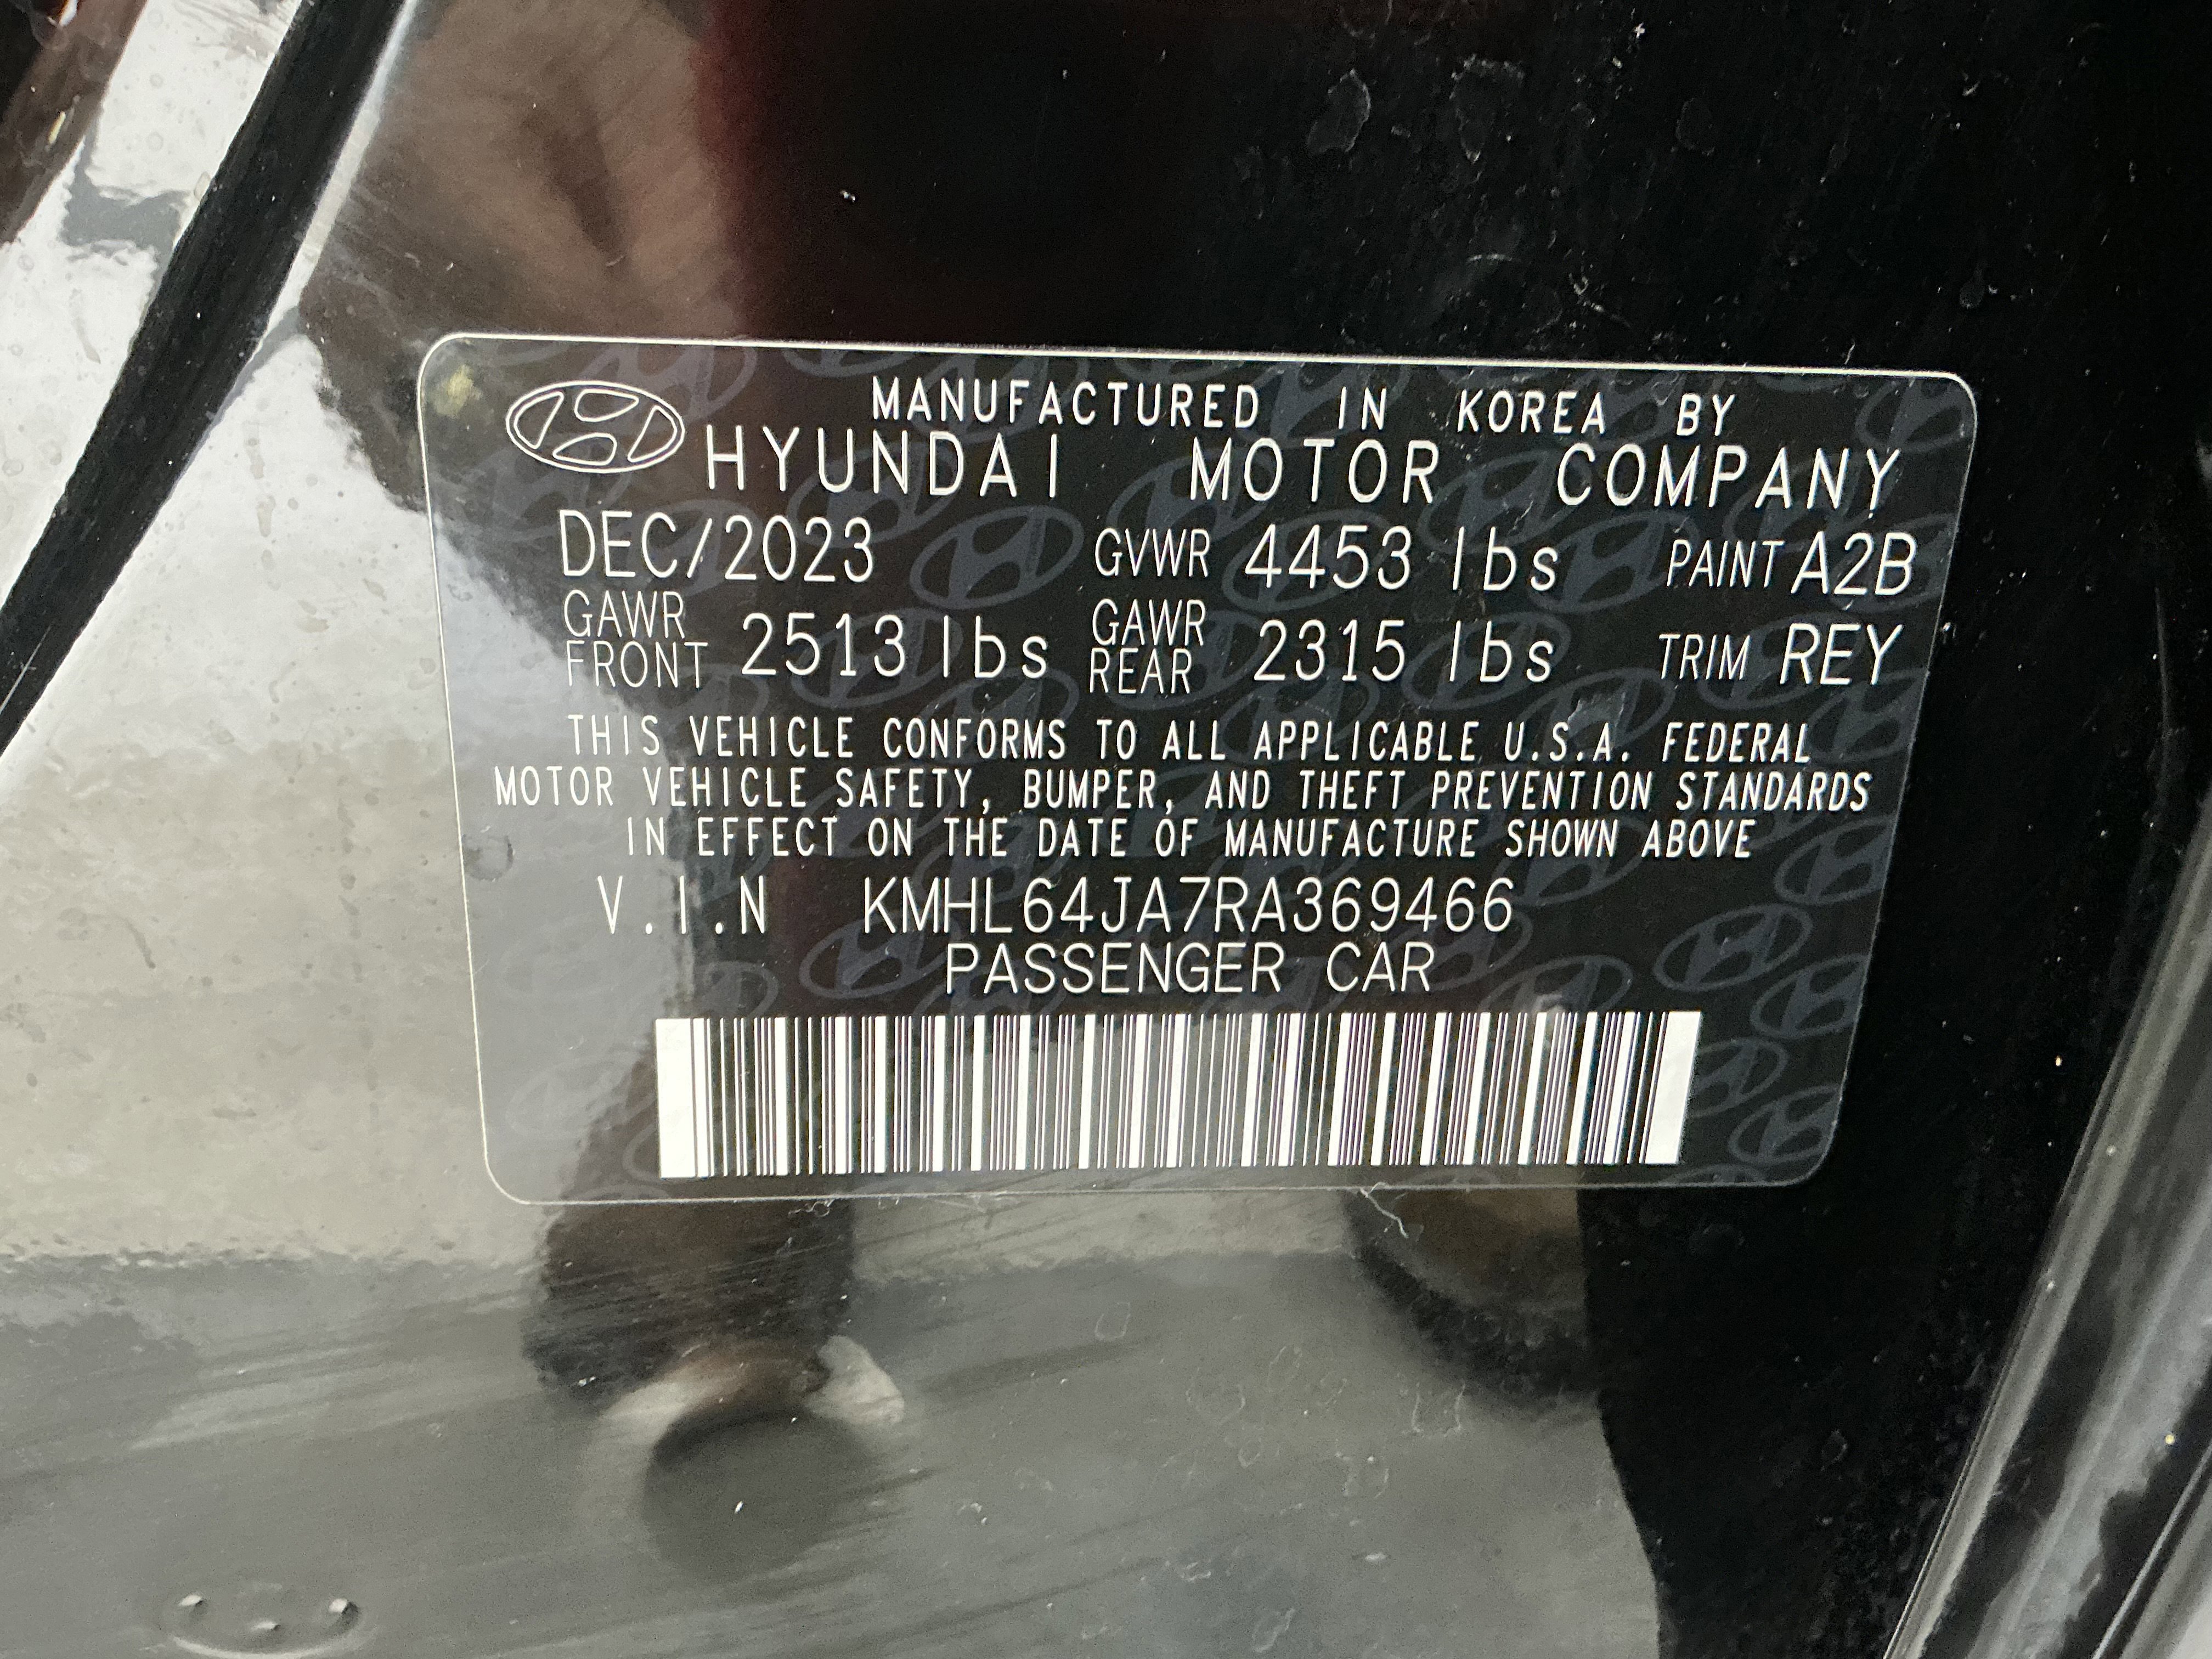 MANUFACTURED IN KOREA BY
HYUNDAI MOTOR COMPANY
DEC/2023 GVWR 4453 lbs PAINT A2B
GAWR FRONT 2513 lbs GAWR REAR 2315 lbs TRIM REY
THIS VEHICLE CONFORMS TO ALL APPLICABLE U.S.A. FEDERAL
MOTOR VEHICLE SAFETY, BUMPER, AND THEFT PREVENTION STANDARDS
IN EFFECT ON THE DATE OF MANUFACTURE SHOWN ABOVE
V.I.N KMHL64JA7RA369466
PASSENGER CAR